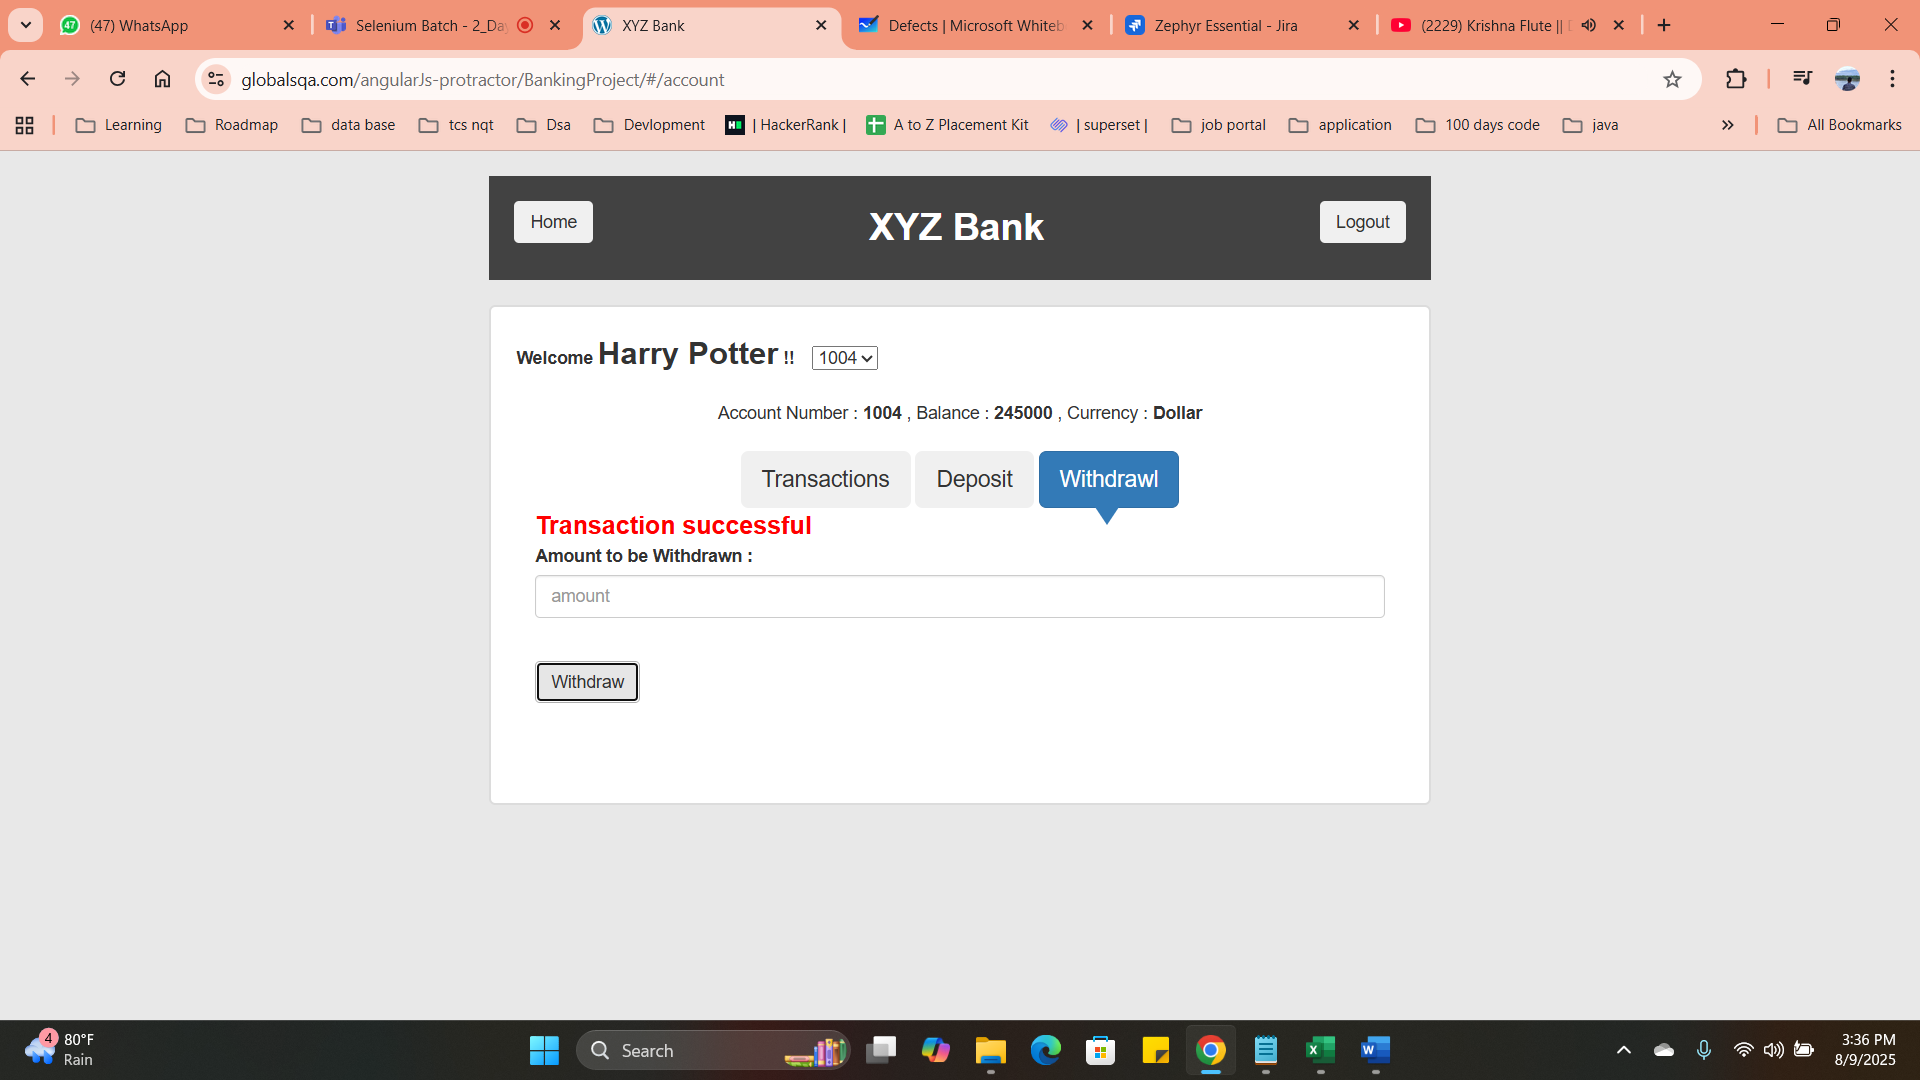 47 (47) WhatsApp
Selenium Batch - 2_Da
XYZ Bank
Defects | Microsoft Whiteb
Zephyr Essential - Jira
(2229) Krishna Flute ||
globalsqa.com/angularJs-protractor/BankingProject/#/account
Learning
Roadmap
data base
tcs nqt
Dsa
Devlopment
| HackerRank |
A to Z Placement Kit
| superset |
job portal
application
100 days code
java
All Bookmarks
Home
XYZ Bank
Logout
Welcome Harry Potter !! 1004
Account Number : 1004 , Balance : 245000 , Currency : Dollar
Transactions
Deposit
Withdrawl
Transaction successful
Amount to be Withdrawn :
amount
Withdraw
4
80°F
Rain
Search
3:36 PM
8/9/2025